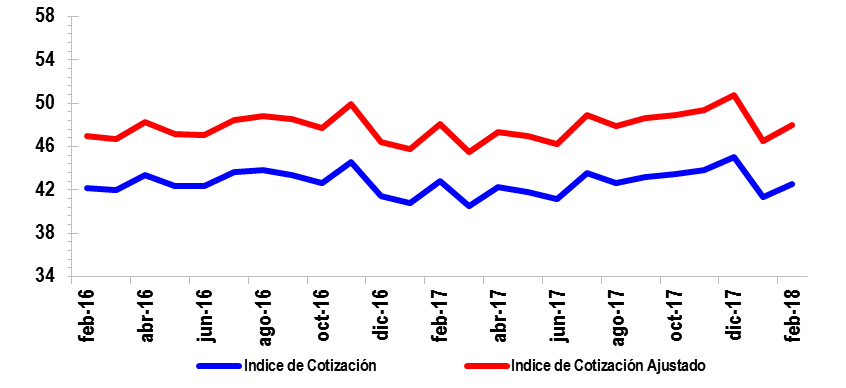 58
54
50
46
42
38
34
feb-16
abr-16
jun-16
ago-16
oct-16
dic-16
feb-17
abr-17
jun-17
ago-17
oct-17
dic-17
feb-18
Indice de Cotización
Indice de Cotización Ajustado